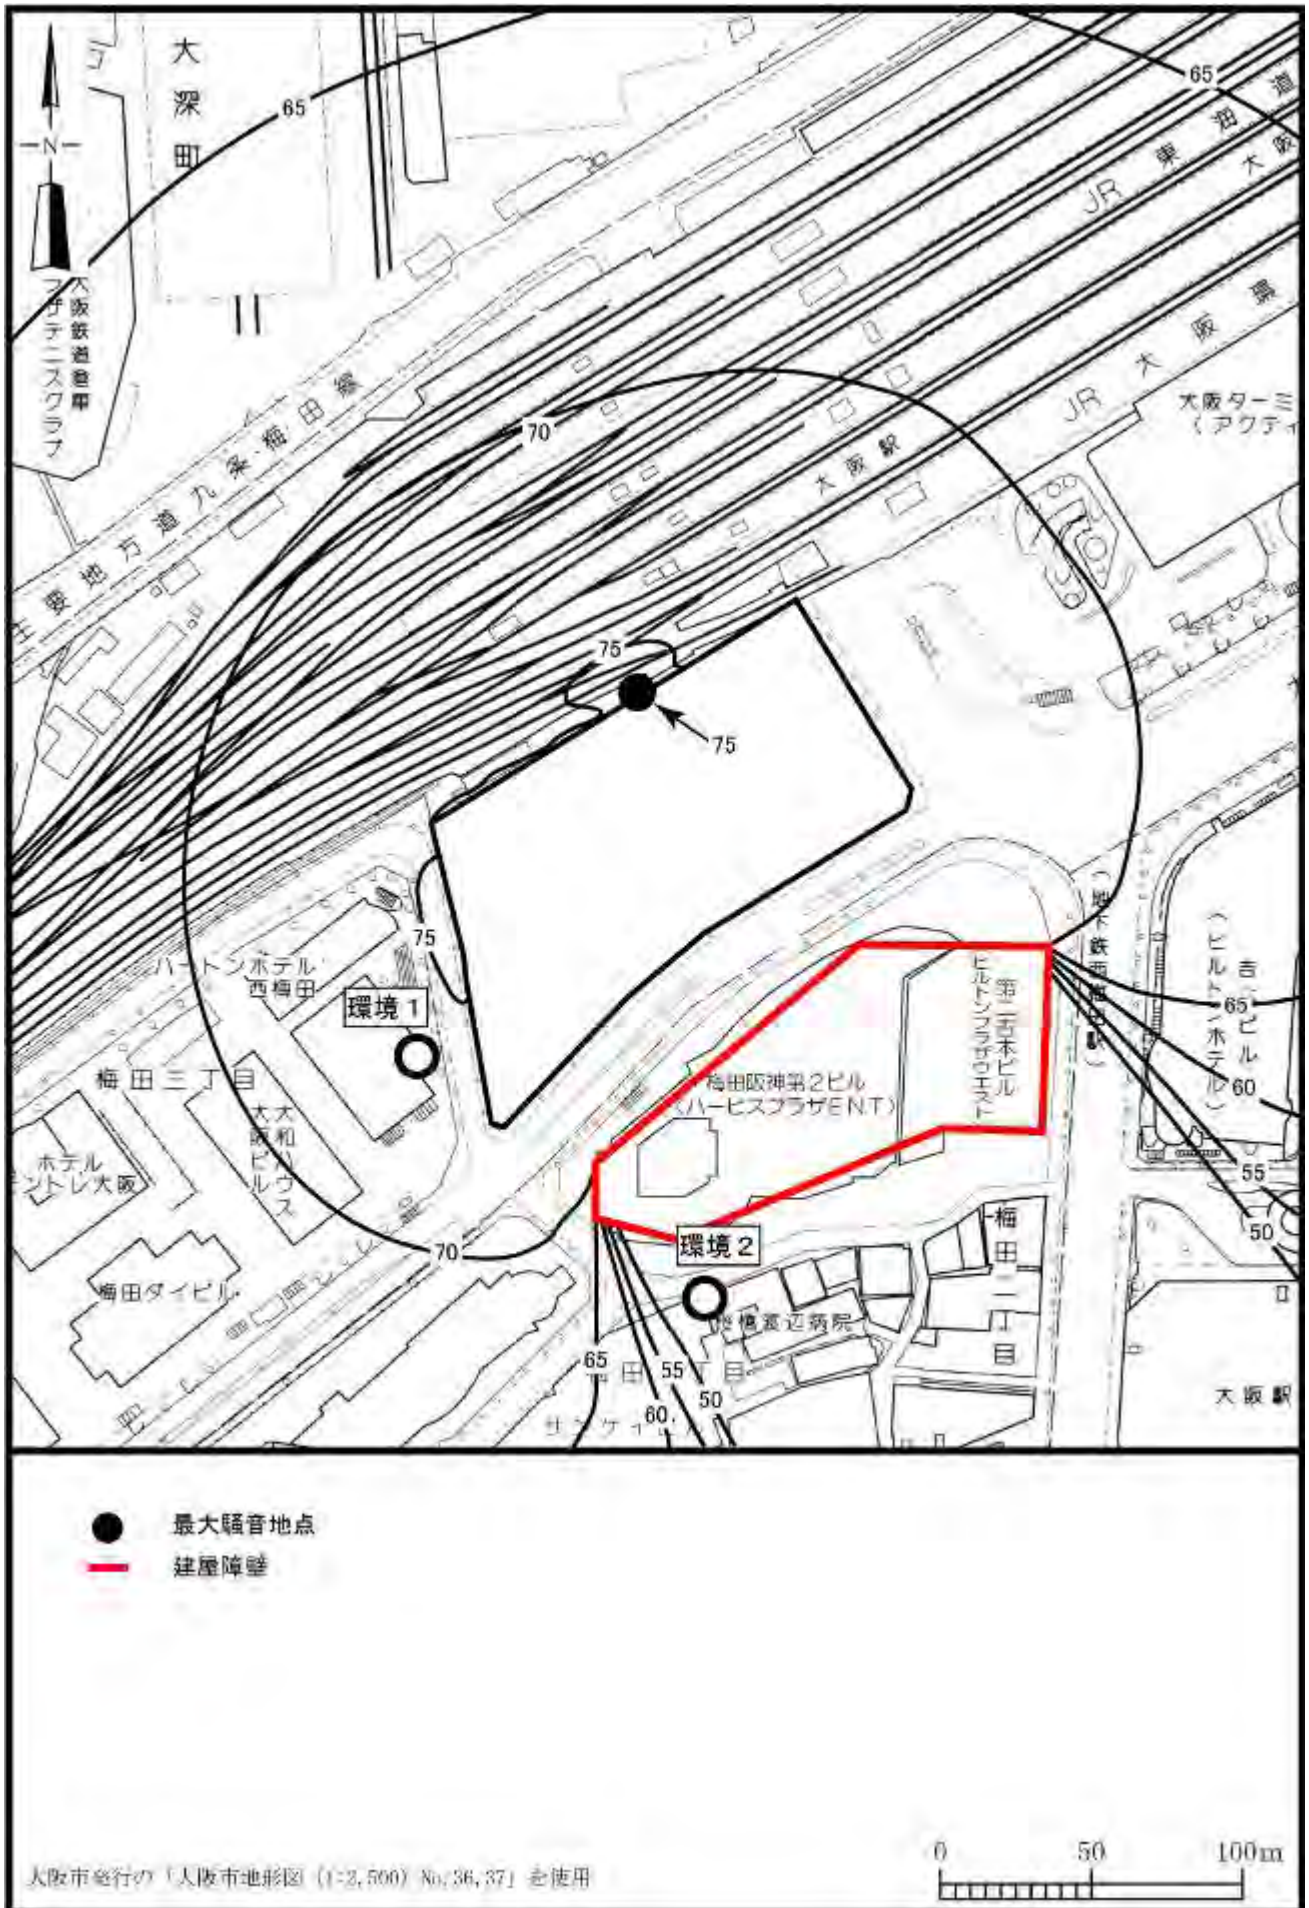 大深町
65
65
N
大阪鉄道倉庫
フサテニスクラブ
JR 東海道
大阪
JR 大阪環
大阪ターミ
(アクティ
70
主要地方道九条・梅田線
大阪駅
75
75
75
ハートンホテル
西梅田
環境1
梅田三丁目
大和ハウス
大阪ビル
ホテル
梅田ダイビル
70
(地下鉄西梅田駅)
吉本ビル
(ヒルトンホテル)
第二吉本ビル
ヒルトンプラザウエスト
梅田阪神第2ビル
(ハービスプラザENT)
65
60
55
50
環境2
梅田二丁目
渡辺病院
65
55
50
60
大阪駅
最大騒音地点
建屋障壁
0 50 100m
大阪市発行の「大阪市地形図 (1:2,500) No.36,37」を使用